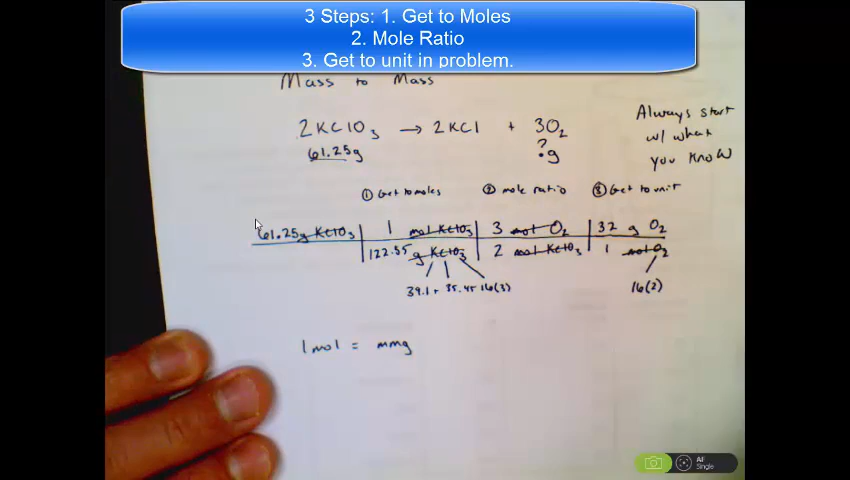 3 Steps: 1. Get to Moles
2. Mole Ratio
3. Get to unit in problem.
Mass to Mass
2KClO₃ → 2KCl + 3O₂
61.25g ?g
Always start
w/ what
you know
① Get to moles ② mole ratio ③ Get to unit
61.25g KClO₃ | 1 mol KClO₃ | 3 mol O₂ | 32 g O₂
122.55 g KClO₃ | 2 mol KClO₃ | 1 mol O₂
39.1 + 35.45 + 16(3) 16(2)
1 mol = mmg
AF
Single